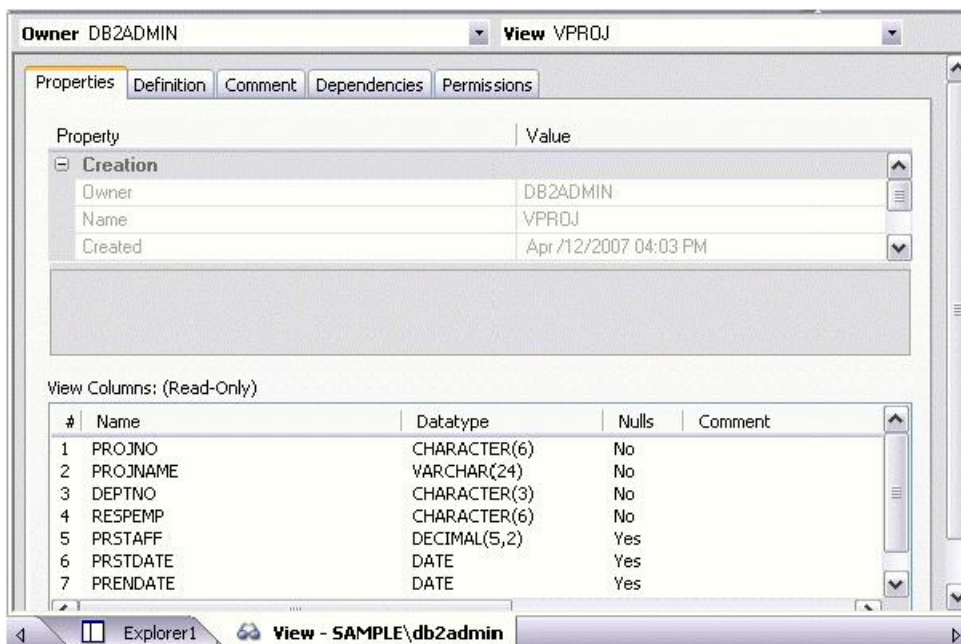 Owner DB2ADMIN View VPROJ
Properties Definition Comment Dependencies Permissions
Property Value
Creation
Owner DB2ADMIN
Name VPROJ
Created Apr /12/2007 04:03 PM
View Columns: (Read-Only)
# Name Datatype Nulls Comment
1 PROJNO CHARACTER(6) No
2 PROJNAME VARCHAR(24) No
3 DEPTNO CHARACTER(3) No
4 RESPEMP CHARACTER(6) No
5 PRSTAFF DECIMAL(5,2) Yes
6 PRSTDATE DATE Yes
7 PRENDATE DATE Yes
Explorer1 View - SAMPLE\db2admin